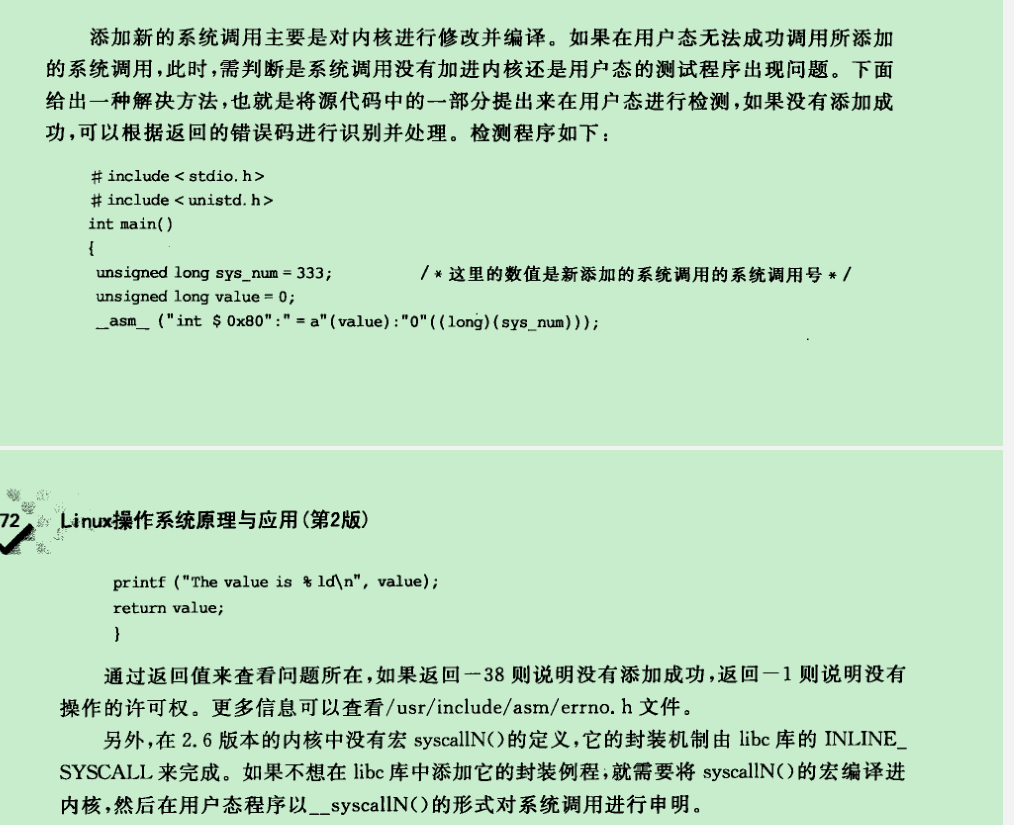 添加新的系统调用主要是对内核进行修改并编译。如果在用户态无法成功调用所添加
的系统调用,此时,需判断是系统调用没有加进内核还是用户态的测试程序出现问题。下面
给出一种解决方法,也就是将源代码中的一部分提出来在用户态进行检测,如果没有添加成
功,可以根据返回的错误码进行识别并处理。检测程序如下:
# include < stdio. h>
# include < unistd. h>
int main()
{
unsigned long sys_num = 333; / * 这里的数值是新添加的系统调用的系统调用号 * /
unsigned long value = 0;
__asm__ ("int $ 0x80":" = a"(value):"0"((long)(sys_num)));
72 Linux操作系统原理与应用(第2版)
printf ("The value is % ld\n", value);
return value;
}
通过返回值来查看问题所在,如果返回-38 则说明没有添加成功,返回-1 则说明没有
操作的许可权。更多信息可以查看/usr/include/asm/errno. h 文件。
另外,在 2.6 版本的内核中没有宏 syscallN()的定义,它的封装机制由 libc 库的 INLINE_
SYSCALL 来完成。如果不想在 libc 库中添加它的封装例程,就需要将 syscallN()的宏编译进
内核,然后在用户态程序以__syscallN()的形式对系统调用进行申明。